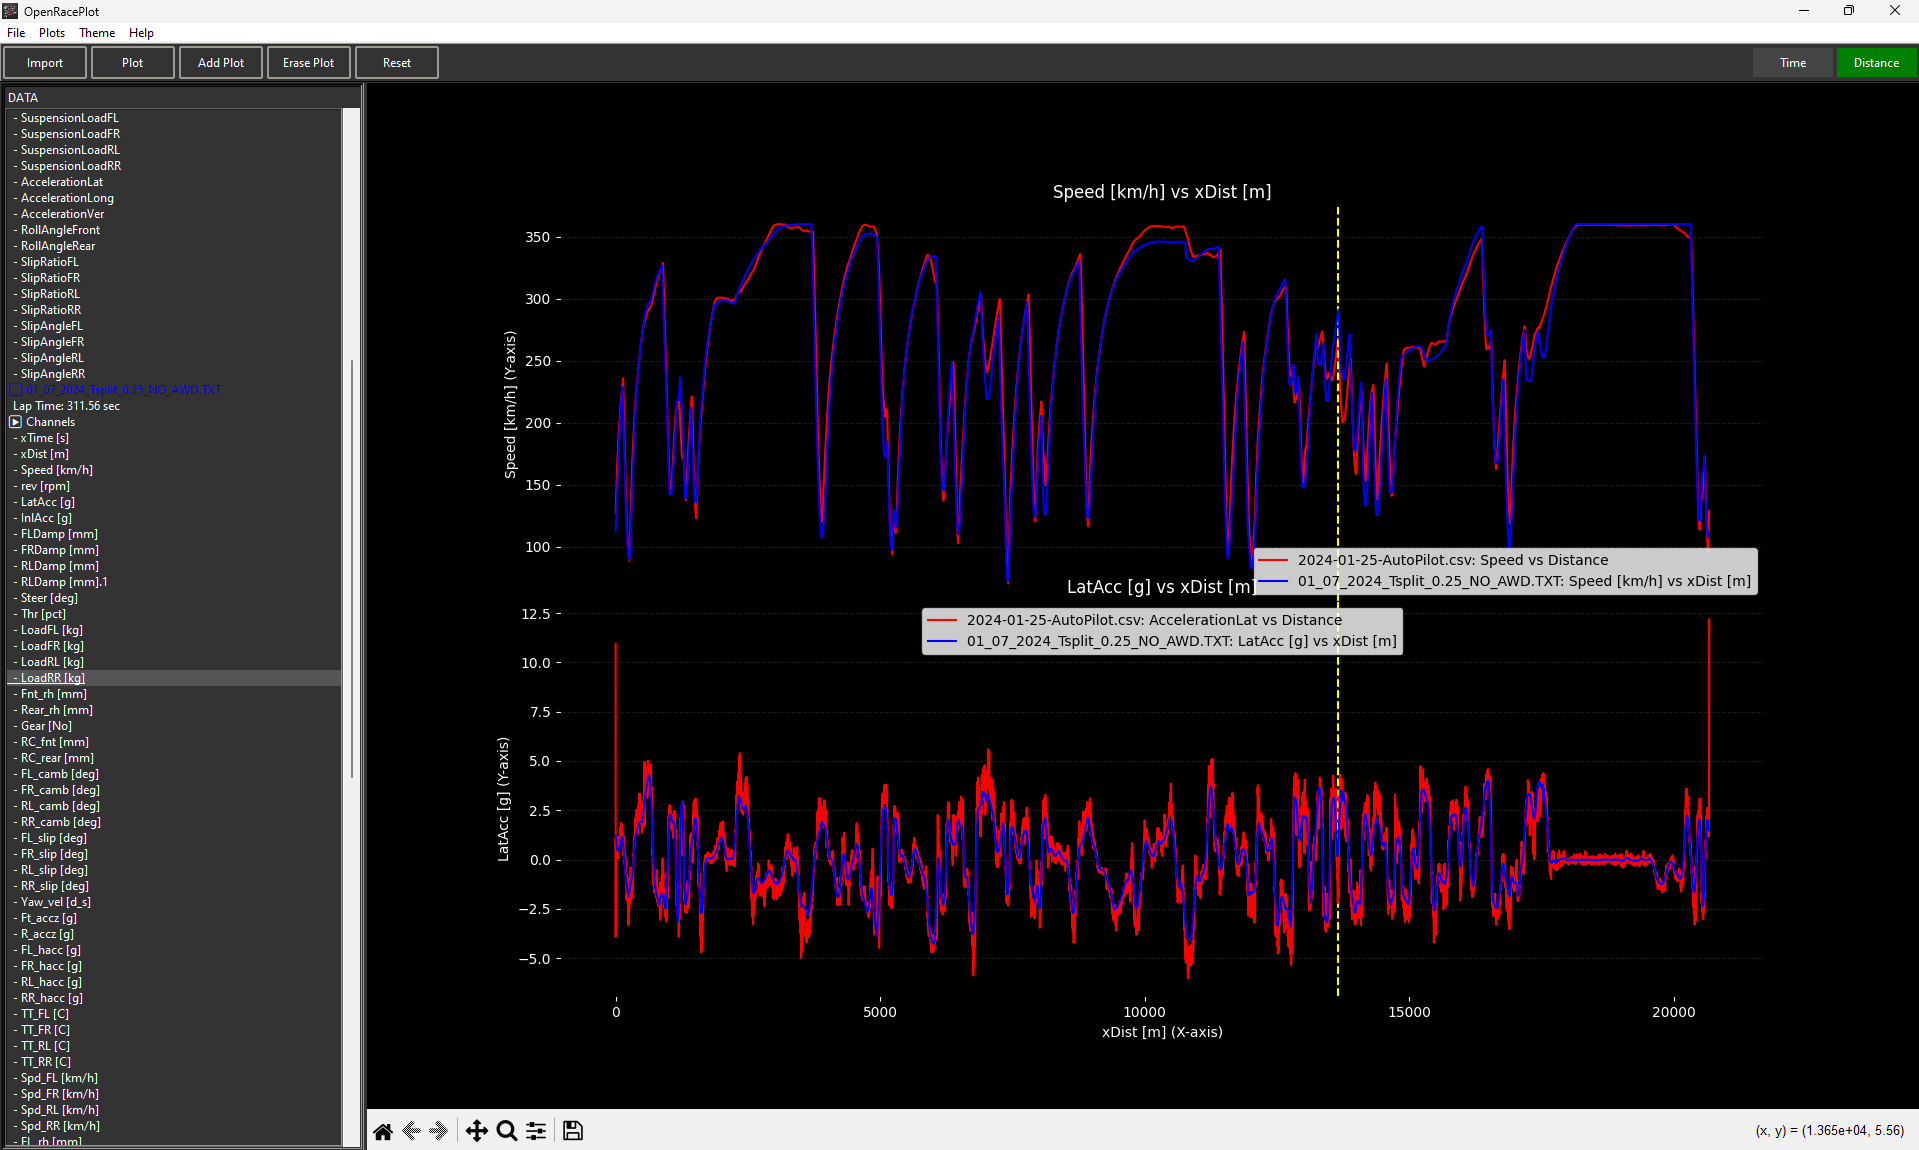 OpenRacePlot
File Plots Theme Help
Import Plot Add Plot Erase Plot Reset Time Distance
DATA
- SuspensionLoadFL
- SuspensionLoadFR
- SuspensionLoadRL
- SuspensionLoadRR
- AccelerationLat
- AccelerationLong
- AccelerationVer
- RollAngleFront
- RollAngleRear
- SlipRatioFL
- SlipRatioFR
- SlipRatioRL
- SlipRatioRR
- SlipAngleFL
- SlipAngleFR
- SlipAngleRL
- SlipAngleRR
01_07_2024_Tsplit_0.25_NO_AWD.TXT
Lap Time: 311.56 sec
Channels
- xTime [s]
- xDist [m]
- Speed [km/h]
- rev [rpm]
- LatAcc [g]
- InlAcc [g]
- FLDamp [mm]
- FRDamp [mm]
- RLDamp [mm]
- RLDamp [mm].1
- Steer [deg]
- Thr [pct]
- LoadFL [kg]
- LoadFR [kg]
- LoadRL [kg]
- LoadRR [kg]
- Fnt_rh [mm]
- Rear_rh [mm]
- Gear [No]
- RC_fnt [mm]
- RC_rear [mm]
- FL_camb [deg]
- FR_camb [deg]
- RL_camb [deg]
- RR_camb [deg]
- FL_slip [deg]
- FR_slip [deg]
- RL_slip [deg]
- RR_slip [deg]
- Yaw_vel [d_s]
- Ft_accz [g]
- R_accz [g]
- FL_hacc [g]
- FR_hacc [g]
- RL_hacc [g]
- RR_hacc [g]
- TT_FL [C]
- TT_FR [C]
- TT_RL [C]
- TT_RR [C]
- Spd_FL [km/h]
- Spd_FR [km/h]
- Spd_RL [km/h]
- Spd_RR [km/h]
- FL_rh [mm]
Speed [km/h] vs xDist [m]
Speed [km/h] (Y-axis)
350
300
250
200
150
100
2024-01-25-AutoPilot.csv: Speed vs Distance
01_07_2024_Tsplit_0.25_NO_AWD.TXT: Speed [km/h] vs xDist [m]
LatAcc [g] vs xDist [m]
2024-01-25-AutoPilot.csv: AccelerationLat vs Distance
01_07_2024_Tsplit_0.25_NO_AWD.TXT: LatAcc [g] vs xDist [m]
LatAcc [g] (Y-axis)
12.5
10.0
7.5
5.0
2.5
0.0
−2.5
−5.0
0 5000 10000 15000 20000
xDist [m] (X-axis)
(x, y) = (1.365e+04, 5.56)